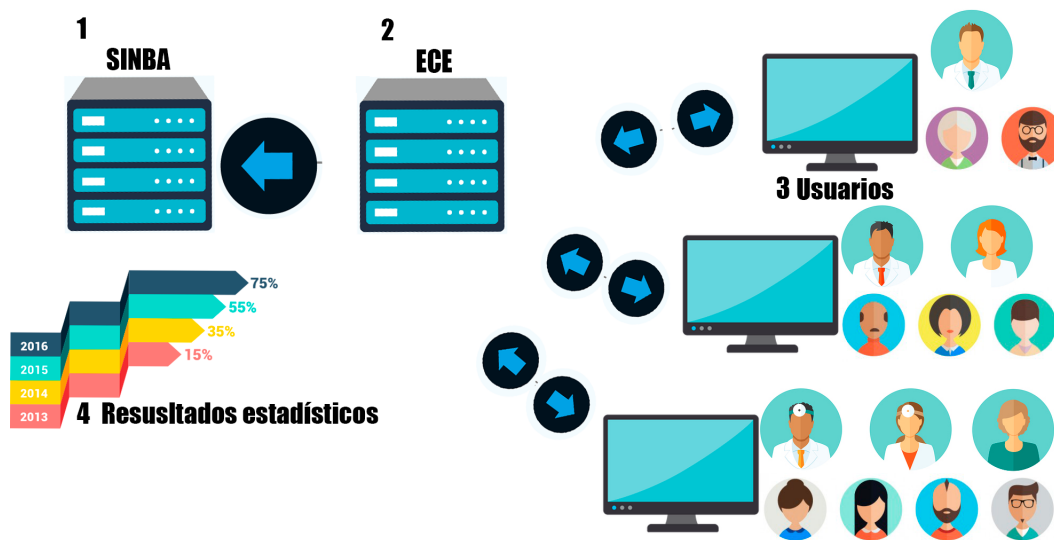 1
SINBA
2
ECE
3 Usuarios
75%
55%
35%
15%
2016
2015
2014
2013
4 Resusltados estadísticos